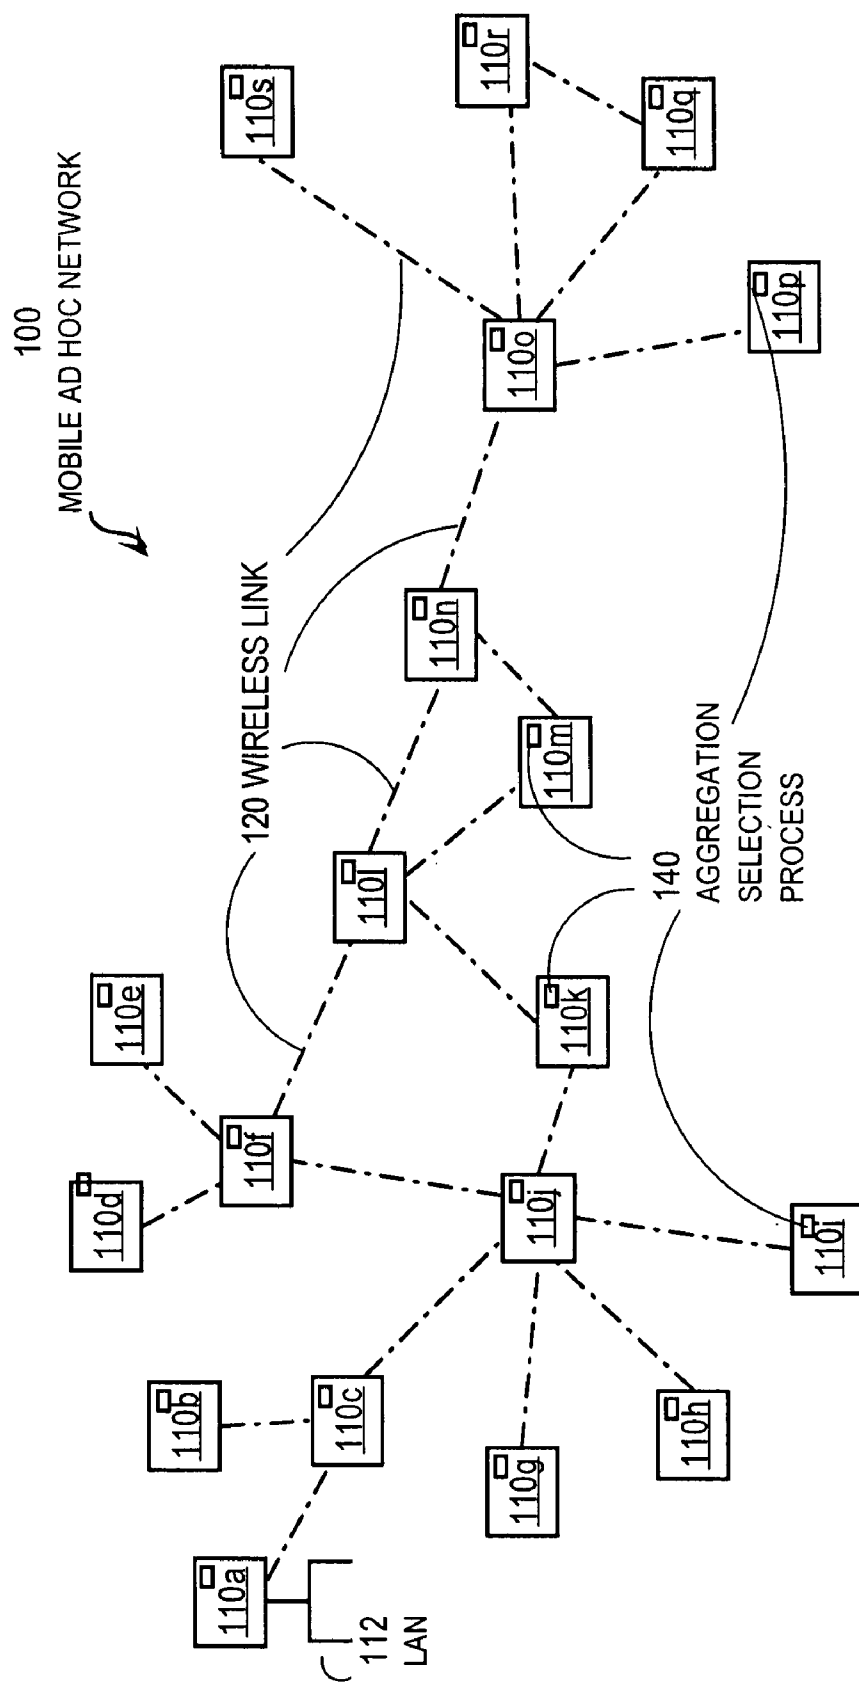 100
MOBILE AD HOC NETWORK
120 WIRELESS LINK
110a
110b
110c
110d
110e
110f
110g
110h
110i
110j
110k
110l
110m
110n
110o
110p
110q
110r
110s
112
LAN
140
AGGREGATION
SELECTION
PROCESS